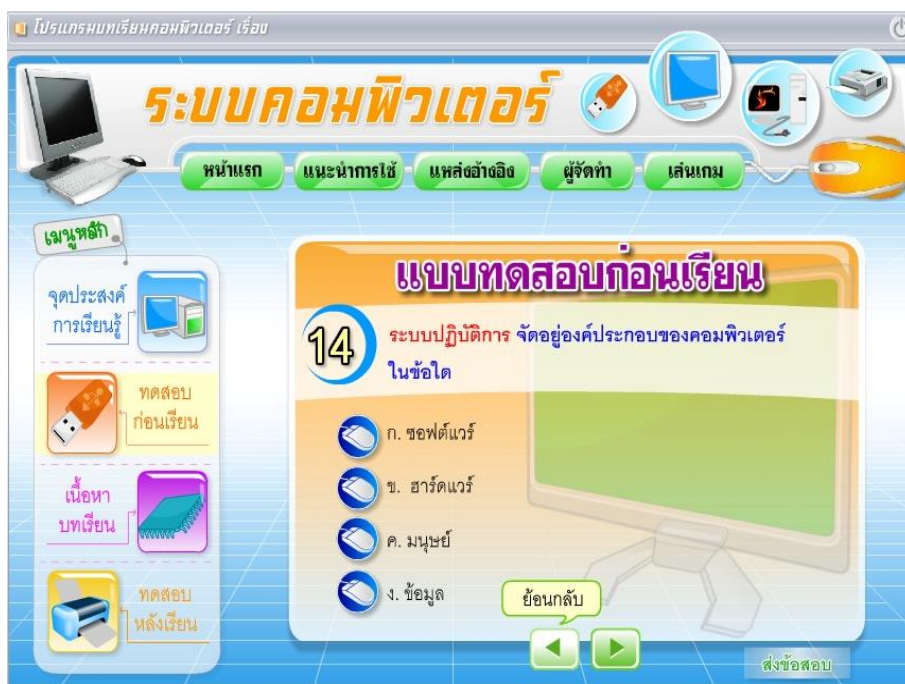 โปรแกรมบทเรียนคอมพิวเตอร์ เรื่อง
ระบบคอมพิวเตอร์
หน้าแรก
แนะนำการใช้
แหล่งอ้างอิง
ผู้จัดทำ
เล่นเกม
เมนูหลัก
จุดประสงค์
การเรียนรู้
ทดสอบ
ก่อนเรียน
เนื้อหา
บทเรียน
ทดสอบ
หลังเรียน
แบบทดสอบก่อนเรียน
14
ระบบปฏิบัติการ จัดอยู่องค์ประกอบของคอมพิวเตอร์
ในข้อใด
ก. ซอฟต์แวร์
ข. ฮาร์ดแวร์
ค. มนุษย์
ง. ข้อมูล
ย้อนกลับ
ส่งข้อสอบ